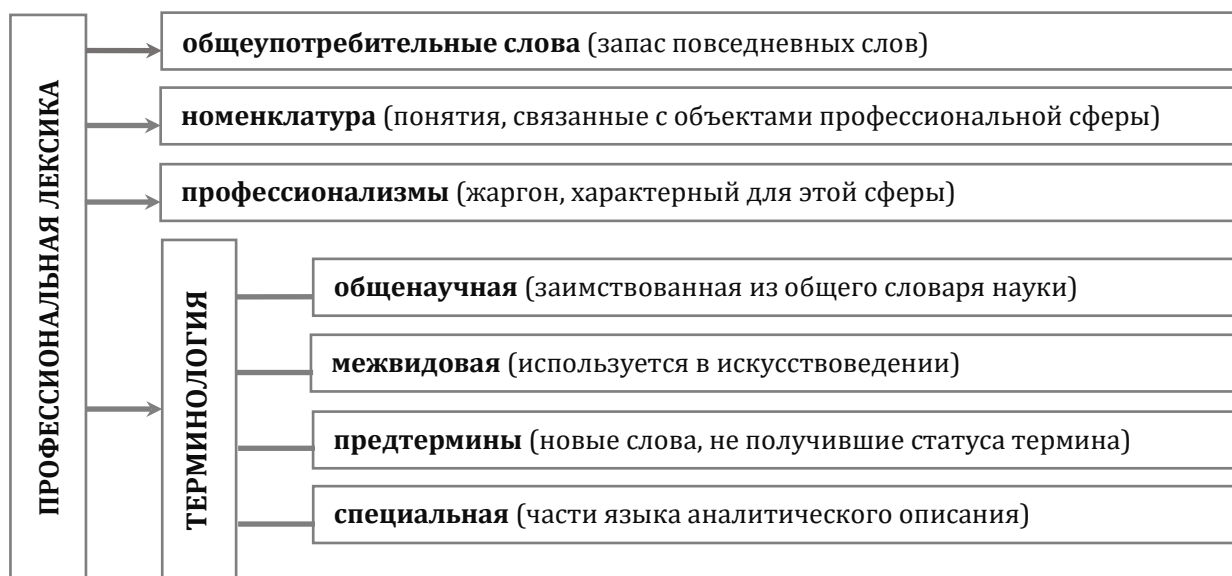 ПРОФЕССИОНАЛЬНАЯ ЛЕКСИКА
общеупотребительные слова (запас повседневных слов)
номенклатура (понятия, связанные с объектами профессиональной сферы)
профессионализмы (жаргон, характерный для этой сферы)
ТЕРМИНОЛОГИЯ
общенаучная (заимствованная из общего словаря науки)
межвидовая (используется в искусствоведении)
предтермины (новые слова, не получившие статуса термина)
специальная (части языка аналитического описания)